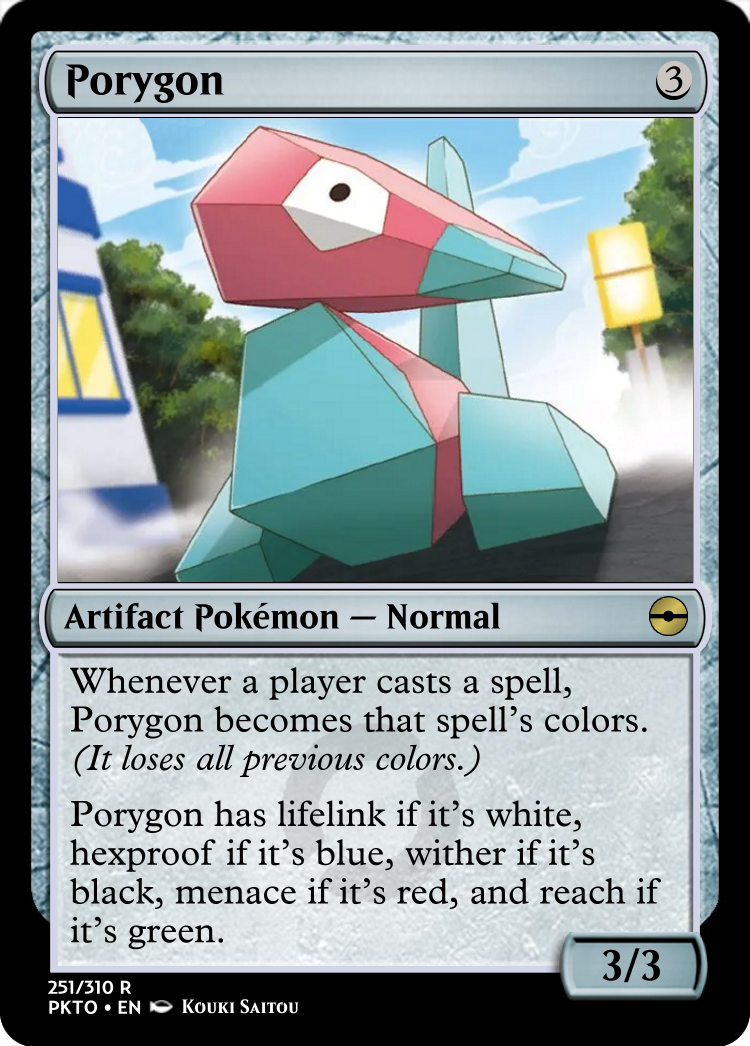 Porygon 3
Artifact Pokémon — Normal
Whenever a player casts a spell,
Porygon becomes that spell's colors.
(It loses all previous colors.)
Porygon has lifelink if it's white,
hexproof if it's blue, wither if it's
black, menace if it's red, and reach if
it's green.
3/3
251/310 R
PKTO • EN Kouki Saitou